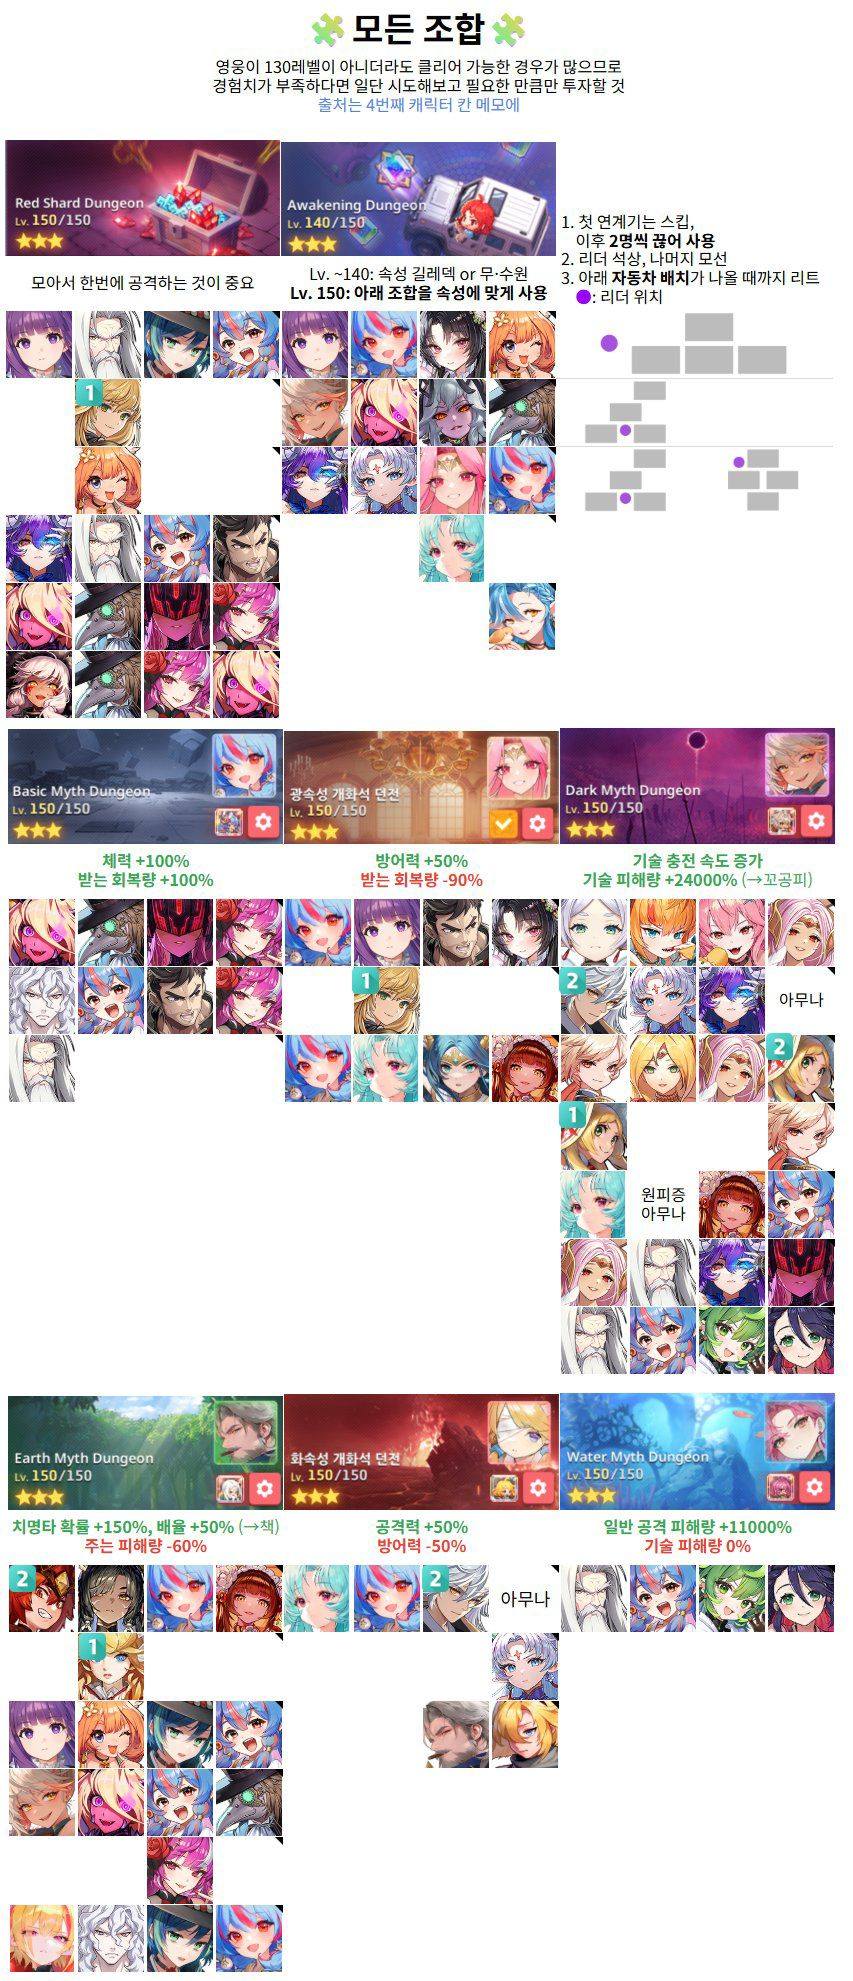 모든 조합
영웅이 130레벨이 아니더라도 클리어 가능한 경우가 많으므로
경험치가 부족하다면 일단 시도해보고 필요한 만큼만 투자할 것
출처는 4번째 캐릭터 칸 메모에
Red Shard Dungeon
Lv. 150/150
모아서 한번에 공격하는 것이 중요
Awakening Dungeon
Lv. 140/150
Lv. ~140: 속성 길레덱 or 무·수원
Lv. 150: 아래 조합을 속성에 맞게 사용
1. 첫 연계기는 스킵,
이후 2명씩 끊어 사용
2. 리더 석상, 나머지 모선
3. 아래 자동차 배치가 나올 때까지 리트
: 리더 위치
1
Basic Myth Dungeon
Lv. 150/150
체력 +100%
받는 회복량 +100%
광속성 개화석 던전
Lv. 150/150
방어력 +50%
받는 회복량 -90%
Dark Myth Dungeon
Lv. 150/150
기술 충전 속도 증가
기술 피해량 +24000% (→꼬공피)
1
2
아무나
2
1
원피증
아무나
Earth Myth Dungeon
Lv. 150/150
치명타 확률 +150%, 배율 +50% (→책)
주는 피해량 -60%
화속성 개화석 던전
Lv. 150/150
공격력 +50%
방어력 -50%
Water Myth Dungeon
Lv. 150/150
일반 공격 피해량 +11000%
기술 피해량 0%
2
2
아무나
1